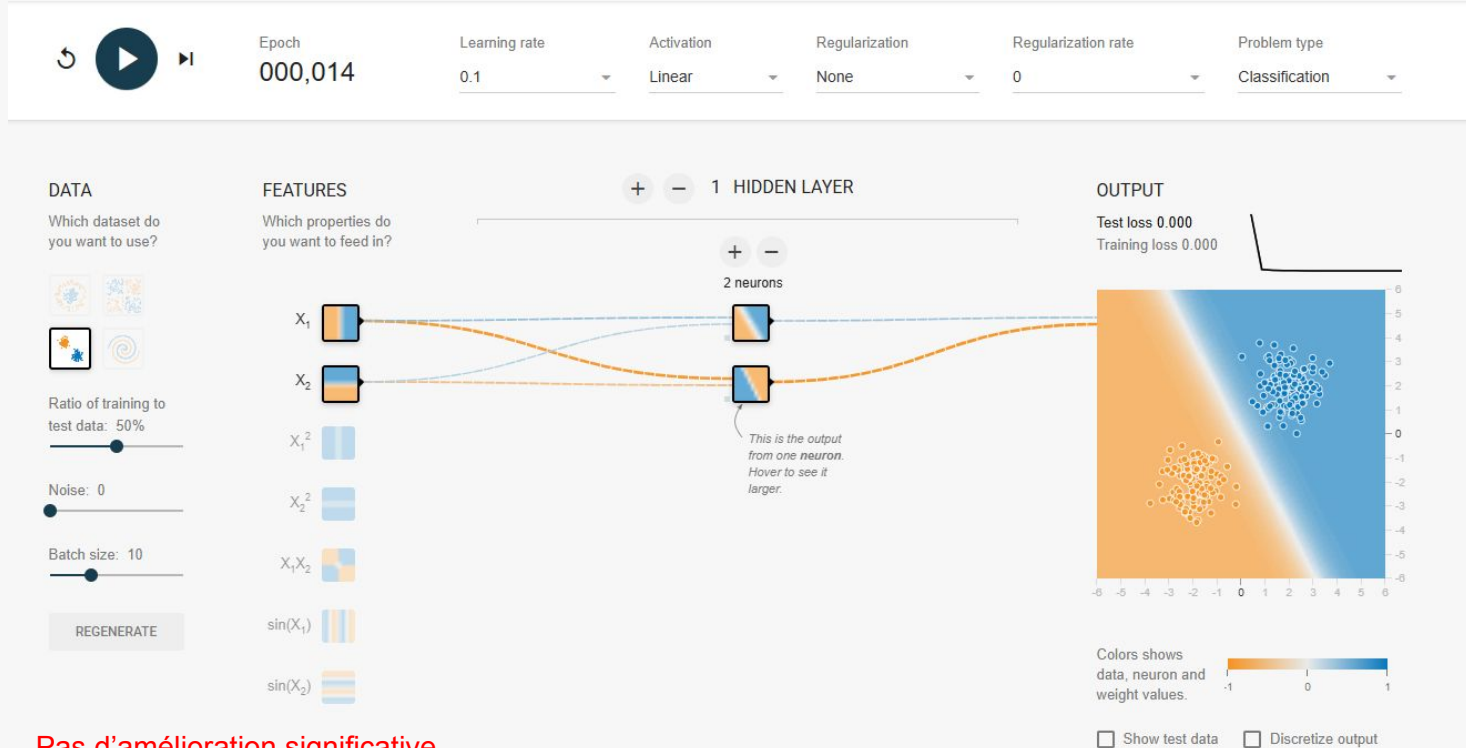 Epoch
000,014
Learning rate
0.1
Activation
Linear
Regularization
None
Regularization rate
0
Problem type
Classification
DATA
Which dataset do
you want to use?
Ratio of training to
test data: 50%
Noise: 0
Batch size: 10
REGENERATE
FEATURES
Which properties do
you want to feed in?
X₁
X₂
X₁²
X₂²
X₁X₂
sin(X₁)
sin(X₂)
+ − 1 HIDDEN LAYER
+ −
2 neurons
This is the output
from one neuron.
Hover to see it
larger.
OUTPUT
Test loss 0.000
Training loss 0.000
6
5
4
3
2
1
0
-1
-2
-3
-4
-5
-6
-6 -5 -4 -3 -2 -1 0 1 2 3 4 5 6
Colors shows
data, neuron and
weight values.
-1 0 1
Show test data Discretize output
Pas d'amélioration significative